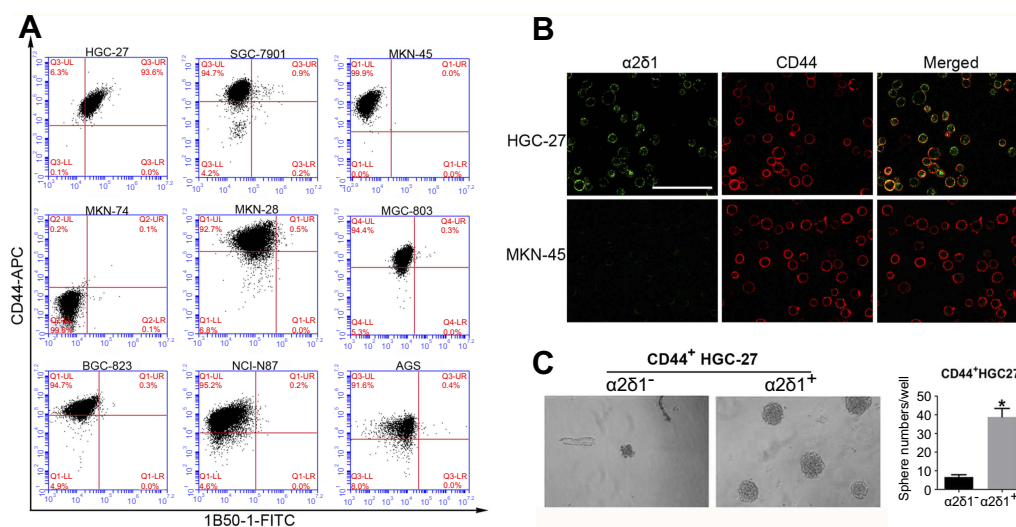 A
HGC-27
Q3-UL Q3-UR
6.3% 93.6%
Q3-LL Q3-LR
0.1% 0.0%
SGC-7901
Q3-UL Q3-UR
94.7% 0.9%
Q3-LL Q3-LR
4.2% 0.2%
MKN-45
Q1-UL Q1-UR
99.9% 0.0%
Q1-LL Q1-LR
0.0% 0.0%
MKN-74
Q2-UL Q2-UR
0.2% 0.1%
Q2-LR
0.1%
MKN-28
Q1-UL Q1-UR
92.7% 0.5%
Q1-LL Q1-LR
6.8% 0.0%
MGC-803
Q4-UL Q4-UR
94.4% 0.3%
Q4-LL Q4-LR
5.3% 0.0%
BGC-823
Q1-UL Q1-UR
94.7% 0.3%
Q1-LL Q1-LR
4.9% 0.0%
NCI-N87
Q1-UL Q1-UR
95.2% 0.2%
Q1-LL Q1-LR
4.6% 0.0%
AGS
Q3-UL Q3-UR
91.6% 0.4%
Q3-LL Q3-LR
8.0% 0.0%
CD44-APC
1B50-1-FITC
B
α2δ1 CD44 Merged
HGC-27
MKN-45
C
CD44⁺ HGC-27
α2δ1⁻ α2δ1⁺
CD44⁺HGC27
Sphere numbers/well
50
40
30
20
10
0
*
α2δ1⁻ α2δ1⁺